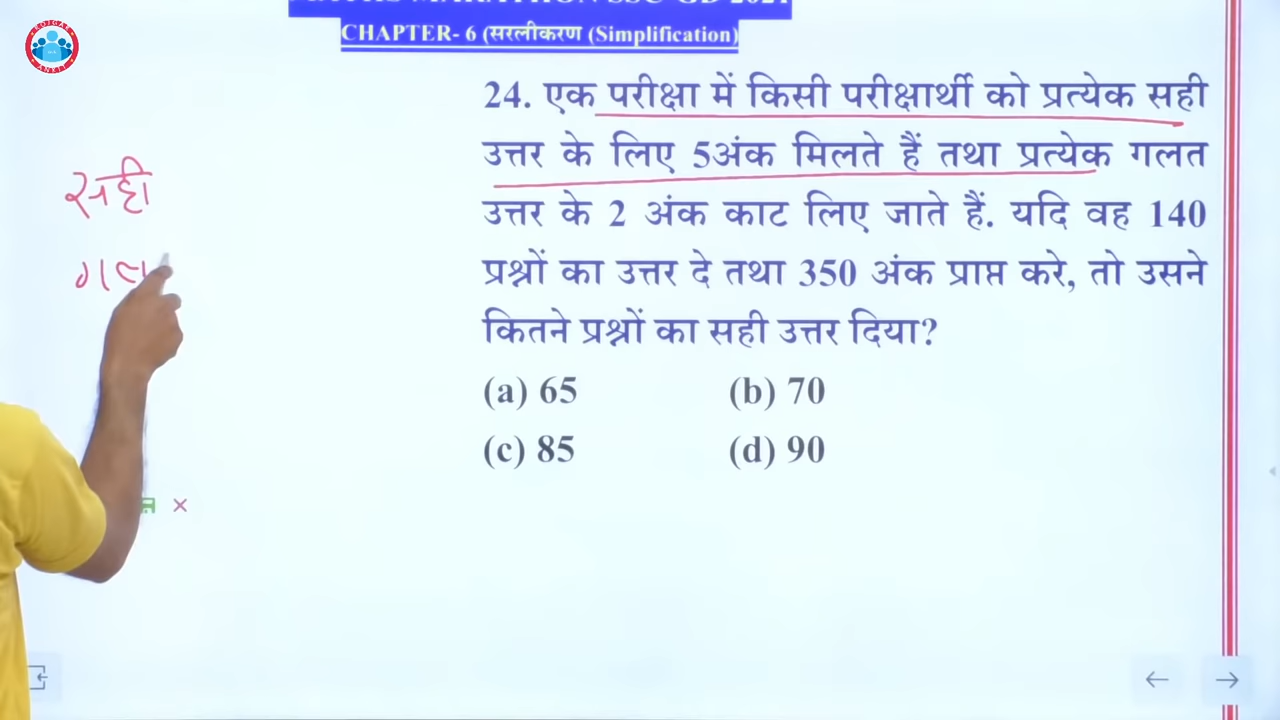 CHAPTER- 6 (सरलीकरण (Simplification)
24. एक परीक्षा में किसी परीक्षार्थी को प्रत्येक सही
उत्तर के लिए 5अंक मिलते हैं तथा प्रत्येक गलत
उत्तर के 2 अंक काट लिए जाते हैं. यदि वह 140
प्रश्नों का उत्तर दे तथा 350 अंक प्राप्त करे, तो उसने
कितने प्रश्नों का सही उत्तर दिया?
(a) 65 (b) 70
(c) 85 (d) 90
सही
ROJGAR
ANKIT